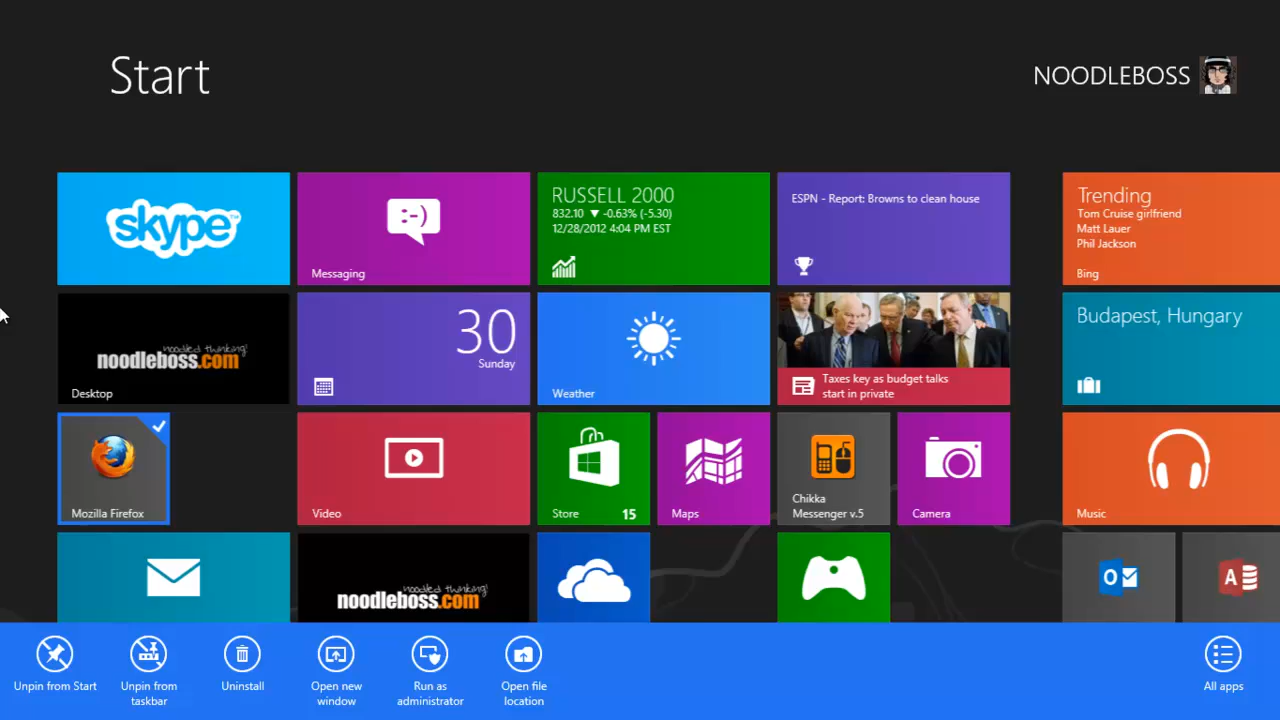 Start
NOODLEBOSS
skype™
Messaging
RUSSELL 2000
832.10 ▼ -0.63% (-5.30)
12/28/2012 4:04 PM EST
ESPN - Report: Browns to clean house
Trending
Tom Cruise girlfriend
Matt Lauer
Phil Jackson
Bing
noodled thinking!
noodleboss.com
Desktop
30
Sunday
Weather
Taxes key as budget talks
start in private
Budapest, Hungary
Mozilla Firefox
Video
Store
15
Maps
Chikka
Messenger v.5
Camera
Music
noodled thinking!
noodleboss.com
Unpin from Start
Unpin from
taskbar
Uninstall
Open new
window
Run as
administrator
Open file
location
All apps